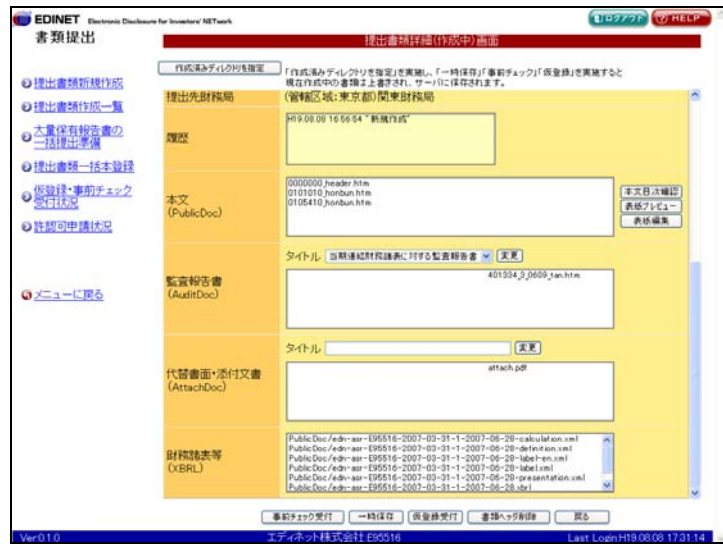 EDINET Electronic Disclosure for Investors' NETwork
ログアウト
HELP
書類提出
提出書類詳細(作成中)画面
作成済みディレクトリを指定
「作成済みディレクトリを指定」を実施し、「一時保存」「事前チェック」「仮登録」を実施すると
現在作成中の書類は上書きされ、サーバに保存されます。
提出書類新規作成
提出書類作成一覧
大量保有報告書の
一括提出準備
提出書類一括本登録
仮登録・事前チェック
受付状況
許認可申請状況
メニューに戻る
提出先財務局
(管轄区域:東京都)関東財務局
履歴
H19.08.08 16:56:54 "新規作成"
本文
(PublicDoc)
0000000_header.htm
0101010_honbun.htm
0105410_honbun.htm
本文目次確認
表紙プレビュー
表紙編集
監査報告書
(AuditDoc)
タイトル 当期連結財務諸表に対する監査報告書 変更
401334_3_0609_tan.htm
代替書面・添付文書
(AttachDoc)
タイトル 変更
attach.pdf
財務諸表等
(XBRL)
PublicDoc/edn-asr-E95516-2007-03-31-1-2007-06-28-calculation.xml
PublicDoc/edn-asr-E95516-2007-03-31-1-2007-06-28-definition.xml
PublicDoc/edn-asr-E95516-2007-03-31-1-2007-06-28-label-en.xml
PublicDoc/edn-asr-E95516-2007-03-31-1-2007-06-28-label.xml
PublicDoc/edn-asr-E95516-2007-03-31-1-2007-06-28-presentation.xml
PublicDoc/edn-asr-E95516-2007-03-31-1-2007-06-28.xbrl
事前チェック受付 一時保存 仮登録受付 書類ヘッダ削除 戻る
Ver:0.1.0
エディネット株式会社 E95516
Last Login:H19.08.08 17:31:14